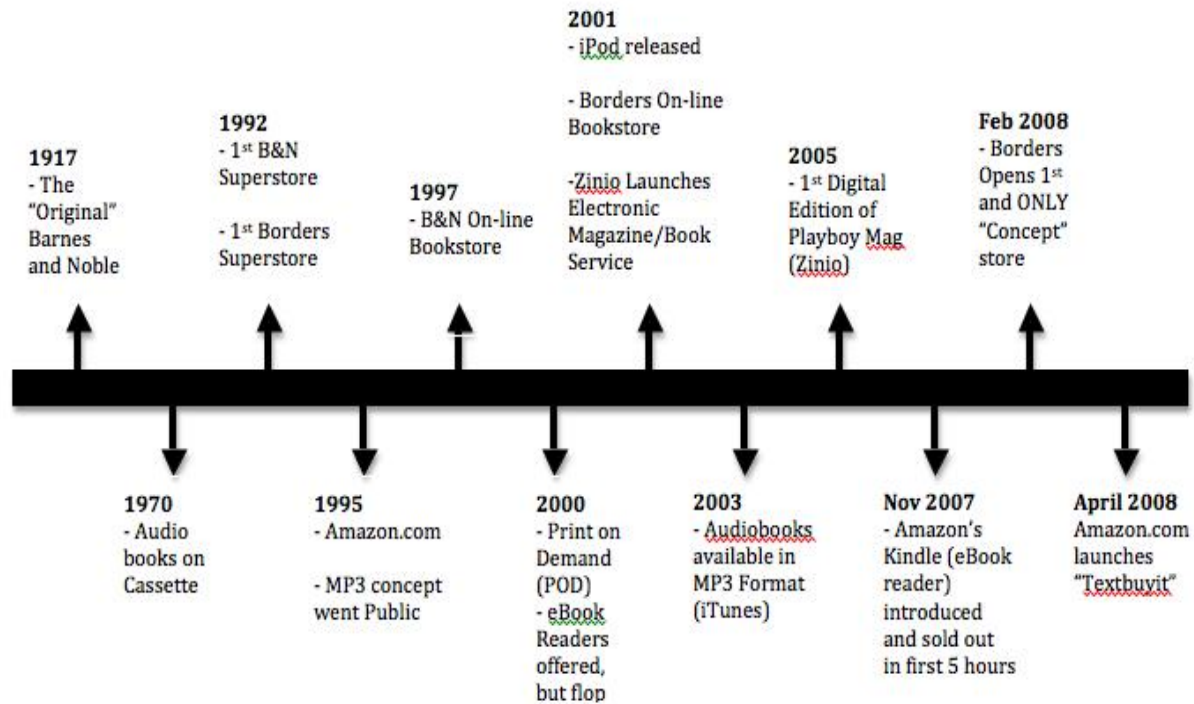 1917
- The
“Original”
Barnes
and Noble
1970
- Audio
books on
Cassette
1992
- 1st B&N
Superstore
- 1st Borders
Superstore
1995
- Amazon.com
- MP3 concept
went Public
1997
- B&N On-line
Bookstore
2000
- Print on
Demand
(POD)
- eBook
Readers
offered,
but flop
2001
- iPod released
- Borders On-line
Bookstore
-Zinio Launches
Electronic
Magazine/Book
Service
2003
- Audiobooks
available in
MP3 Format
(iTunes)
2005
- 1st Digital
Edition of
Playboy Mag
(Zinio)
Nov 2007
- Amazon’s
Kindle (eBook
reader)
introduced
and sold out
in first 5 hours
Feb 2008
- Borders
Opens 1st
and ONLY
“Concept”
store
April 2008
Amazon.com
launches
“Textbuyit”